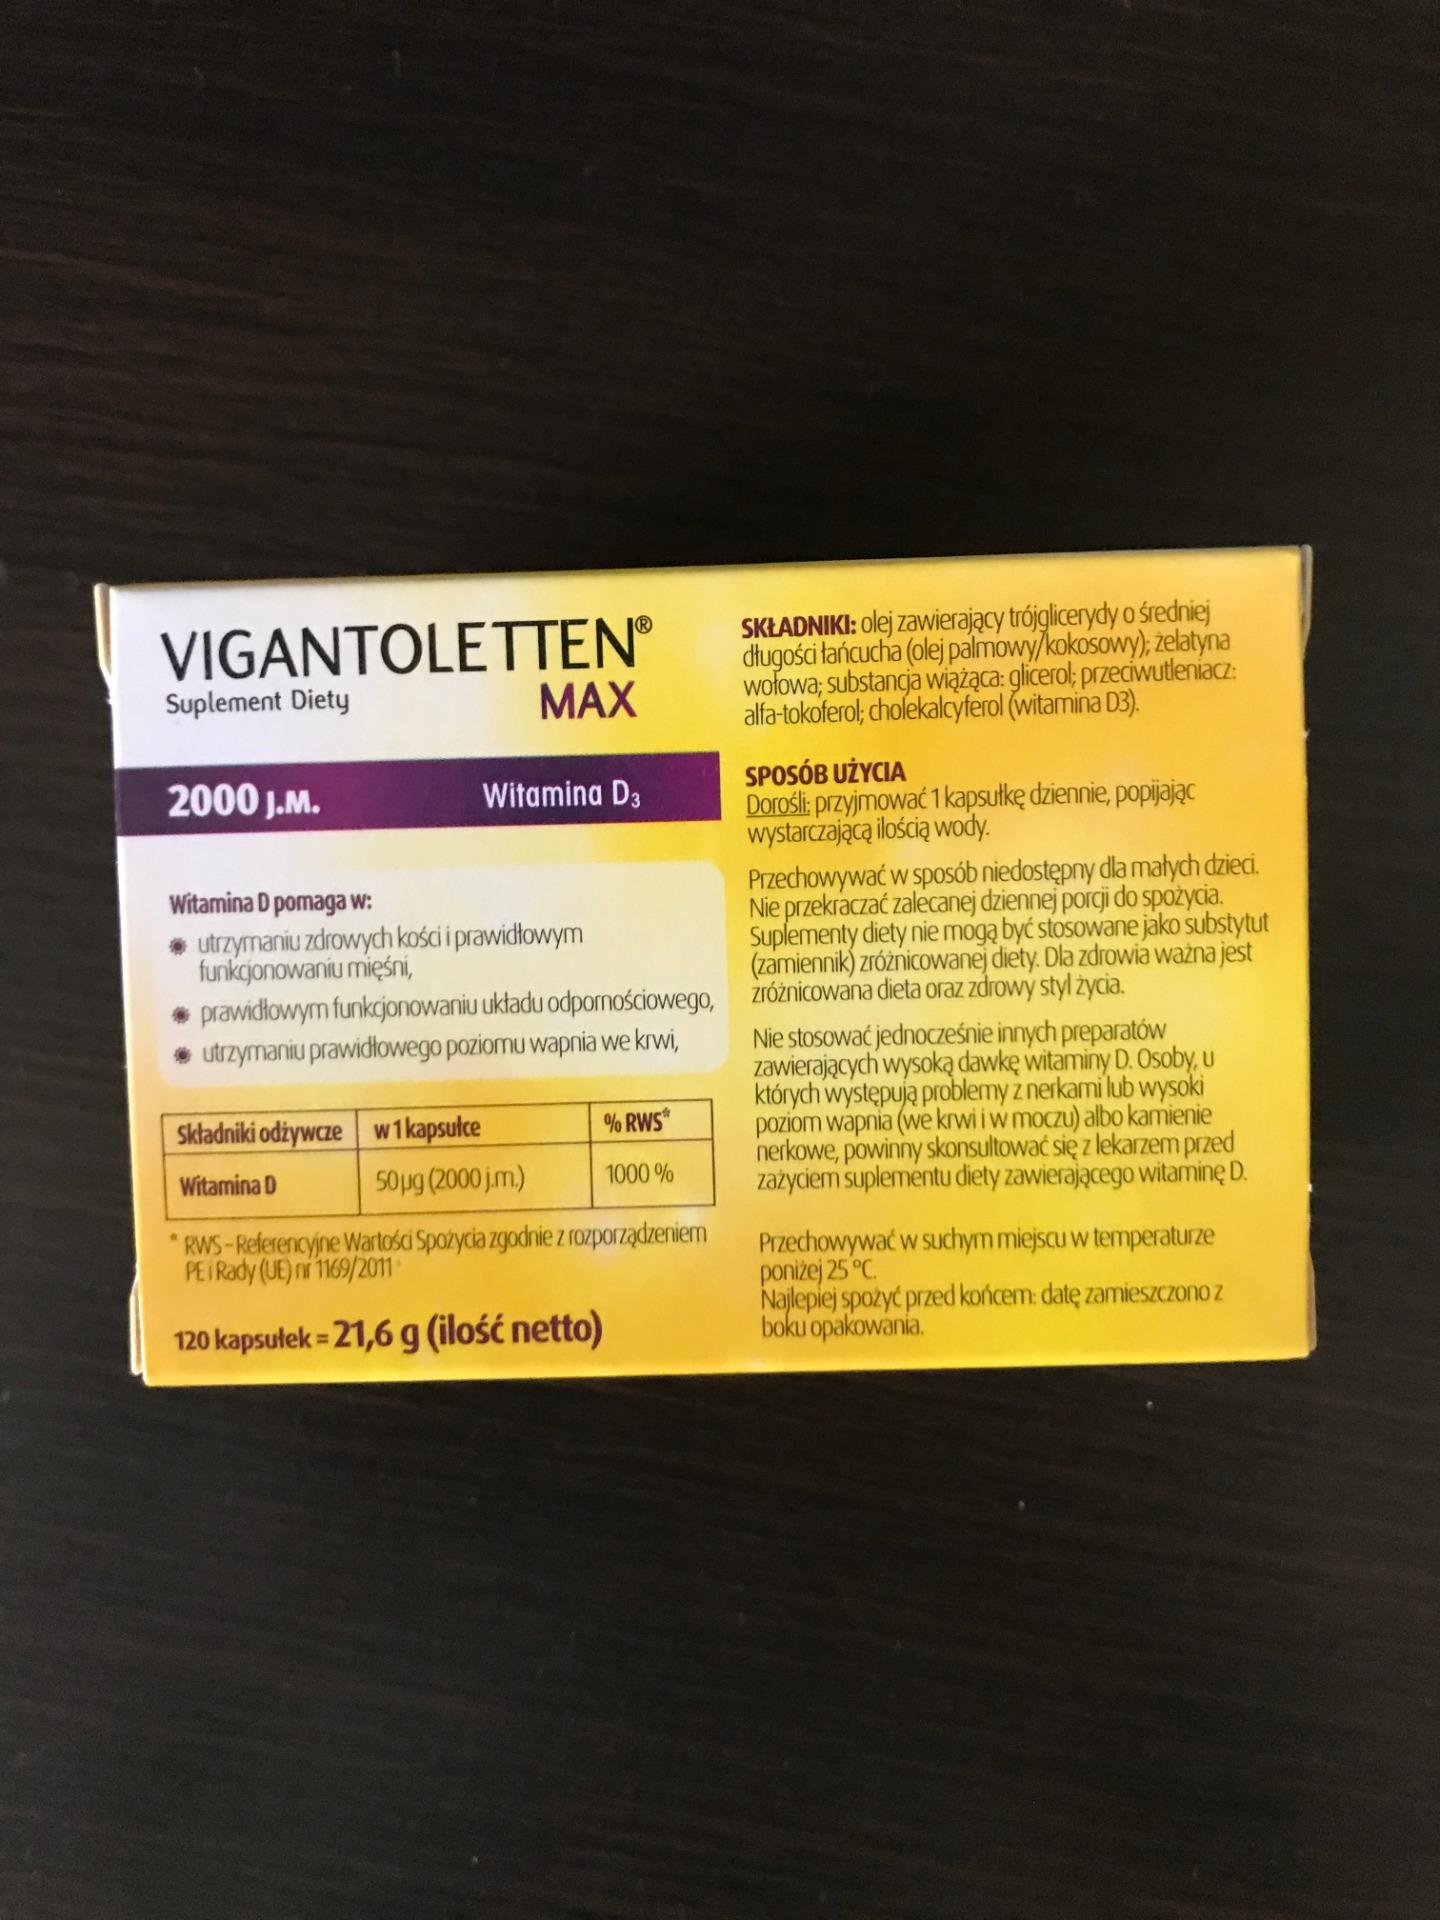 VIGANTOLETTEN®
Suplement Diety MAX
2000 J.M. Witamina D3
Witamina D pomaga w:
utrzymaniu zdrowych kości i prawidłowym
funkcjonowaniu mięśni,
prawidłowym funkcjonowaniu układu odpornościowego,
utrzymaniu prawidłowego poziomu wapnia we krwi,
Składniki odżywcze w 1 kapsułce % RWS*
Witamina D 50 µg (2000 j.m.) 1000 %
* RWS – Referencyjne Wartości Spożycia zgodnie z rozporządzeniem
PE i Rady (UE) nr 1169/2011
120 kapsułek = 21,6 g (ilość netto)
SKŁADNIKI: olej zawierający trójglicerydy o średniej
długości łańcucha (olej palmowy/kokosowy); żelatyna
wołowa; substancja wiążąca: glicerol; przeciwutleniacz:
alfa-tokoferol; cholekalcyferol (witamina D3).
SPOSÓB UŻYCIA
Dorośli: przyjmować 1 kapsułkę dziennie, popijając
wystarczającą ilością wody.
Przechowywać w sposób niedostępny dla małych dzieci.
Nie przekraczać zalecanej dziennej porcji do spożycia.
Suplementy diety nie mogą być stosowane jako substytut
(zamiennik) zróżnicowanej diety. Dla zdrowia ważna jest
zróżnicowana dieta oraz zdrowy styl życia.
Nie stosować jednocześnie innych preparatów
zawierających wysoką dawkę witaminy D. Osoby, u
których występują problemy z nerkami lub wysoki
poziom wapnia (we krwi i w moczu) albo kamienie
nerkowe, powinny skonsultować się z lekarzem przed
zażyciem suplementu diety zawierającego witaminę D.
Przechowywać w suchym miejscu w temperaturze
poniżej 25 °C.
Najlepiej spożyć przed końcem: datę zamieszczono z
boku opakowania.